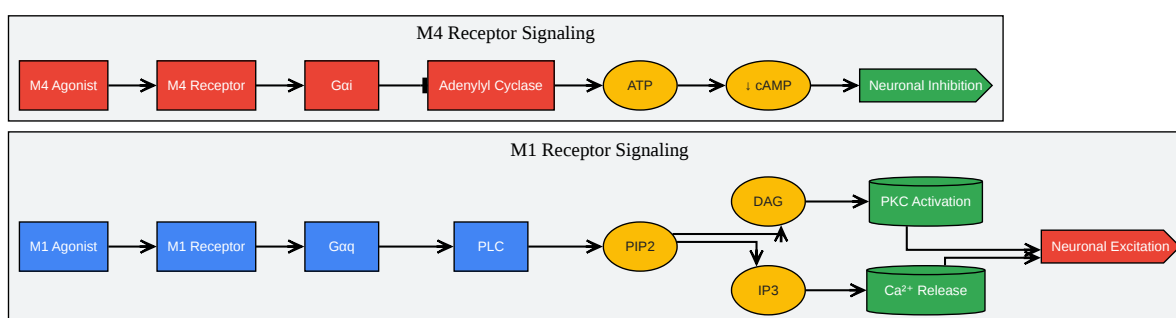 M4 Receptor Signaling
M4 Agonist
M4 Receptor
Gαi
Adenylyl Cyclase
ATP
↓ cAMP
Neuronal Inhibition
M1 Receptor Signaling
DAG
PKC Activation
M1 Agonist
M1 Receptor
Gαq
PLC
PIP2
Neuronal Excitation
IP3
Ca²⁺ Release